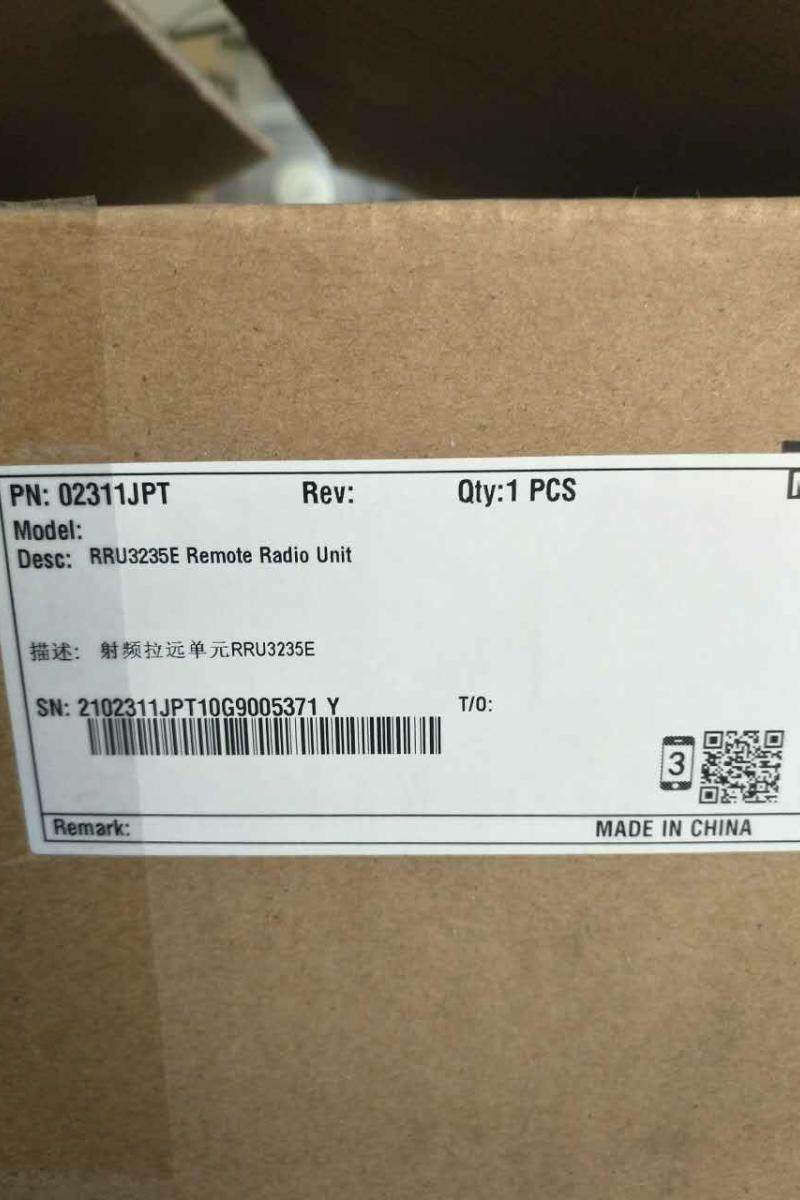 PN: 02311JPT Rev: Qty:1 PCS
Model:
Desc: RRU3235E Remote Radio Unit
描述: 射频拉远单元RRU3235E
SN: 2102311JPT10G9005371 Y T/O:
3
Remark: MADE IN CHINA